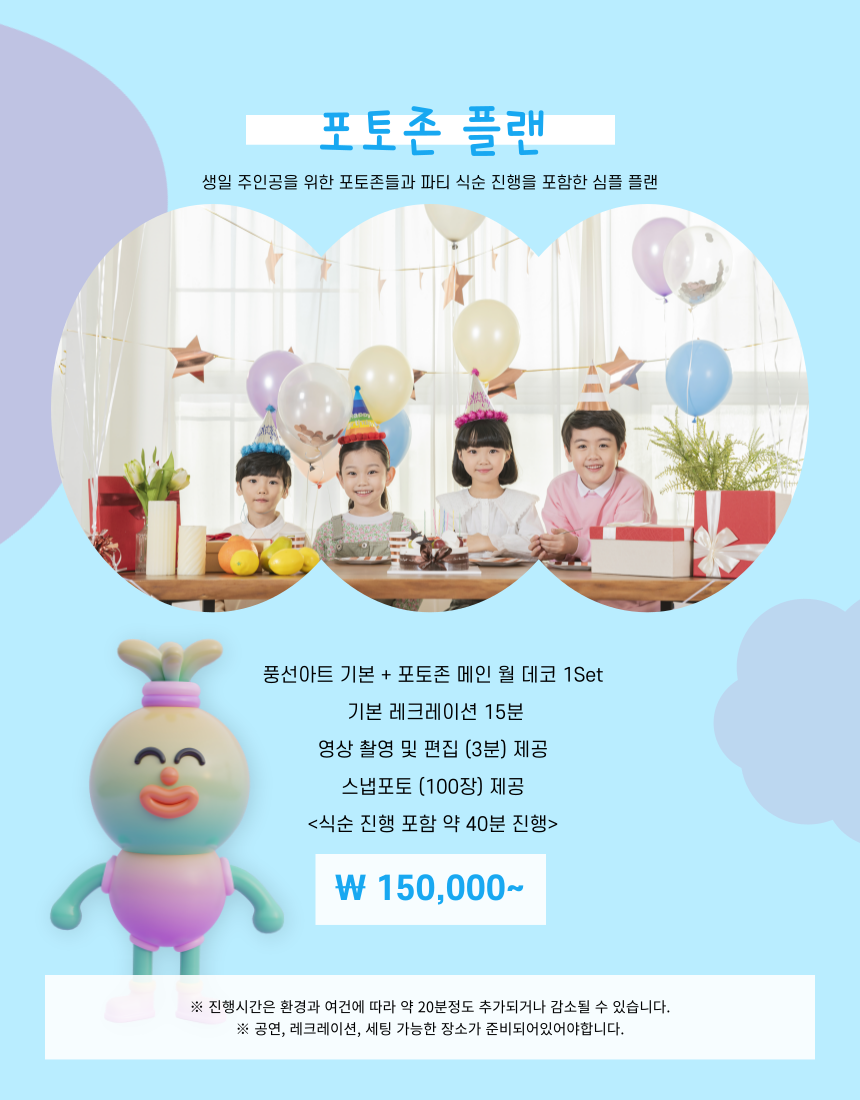 포토존 플랜
생일 주인공을 위한 포토존들과 파티 식순 진행을 포함한 심플 플랜
풍선아트 기본 + 포토존 메인 월 데코 1Set
기본 레크레이션 15분
영상 촬영 및 편집 (3분) 제공
스냅포토 (100장) 제공
<식순 진행 포함 약 40분 진행>
₩ 150,000~
※ 진행시간은 환경과 여건에 따라 약 20분정도 추가되거나 감소될 수 있습니다.
※ 공연, 레크레이션, 세팅 가능한 장소가 준비되어있어야합니다.